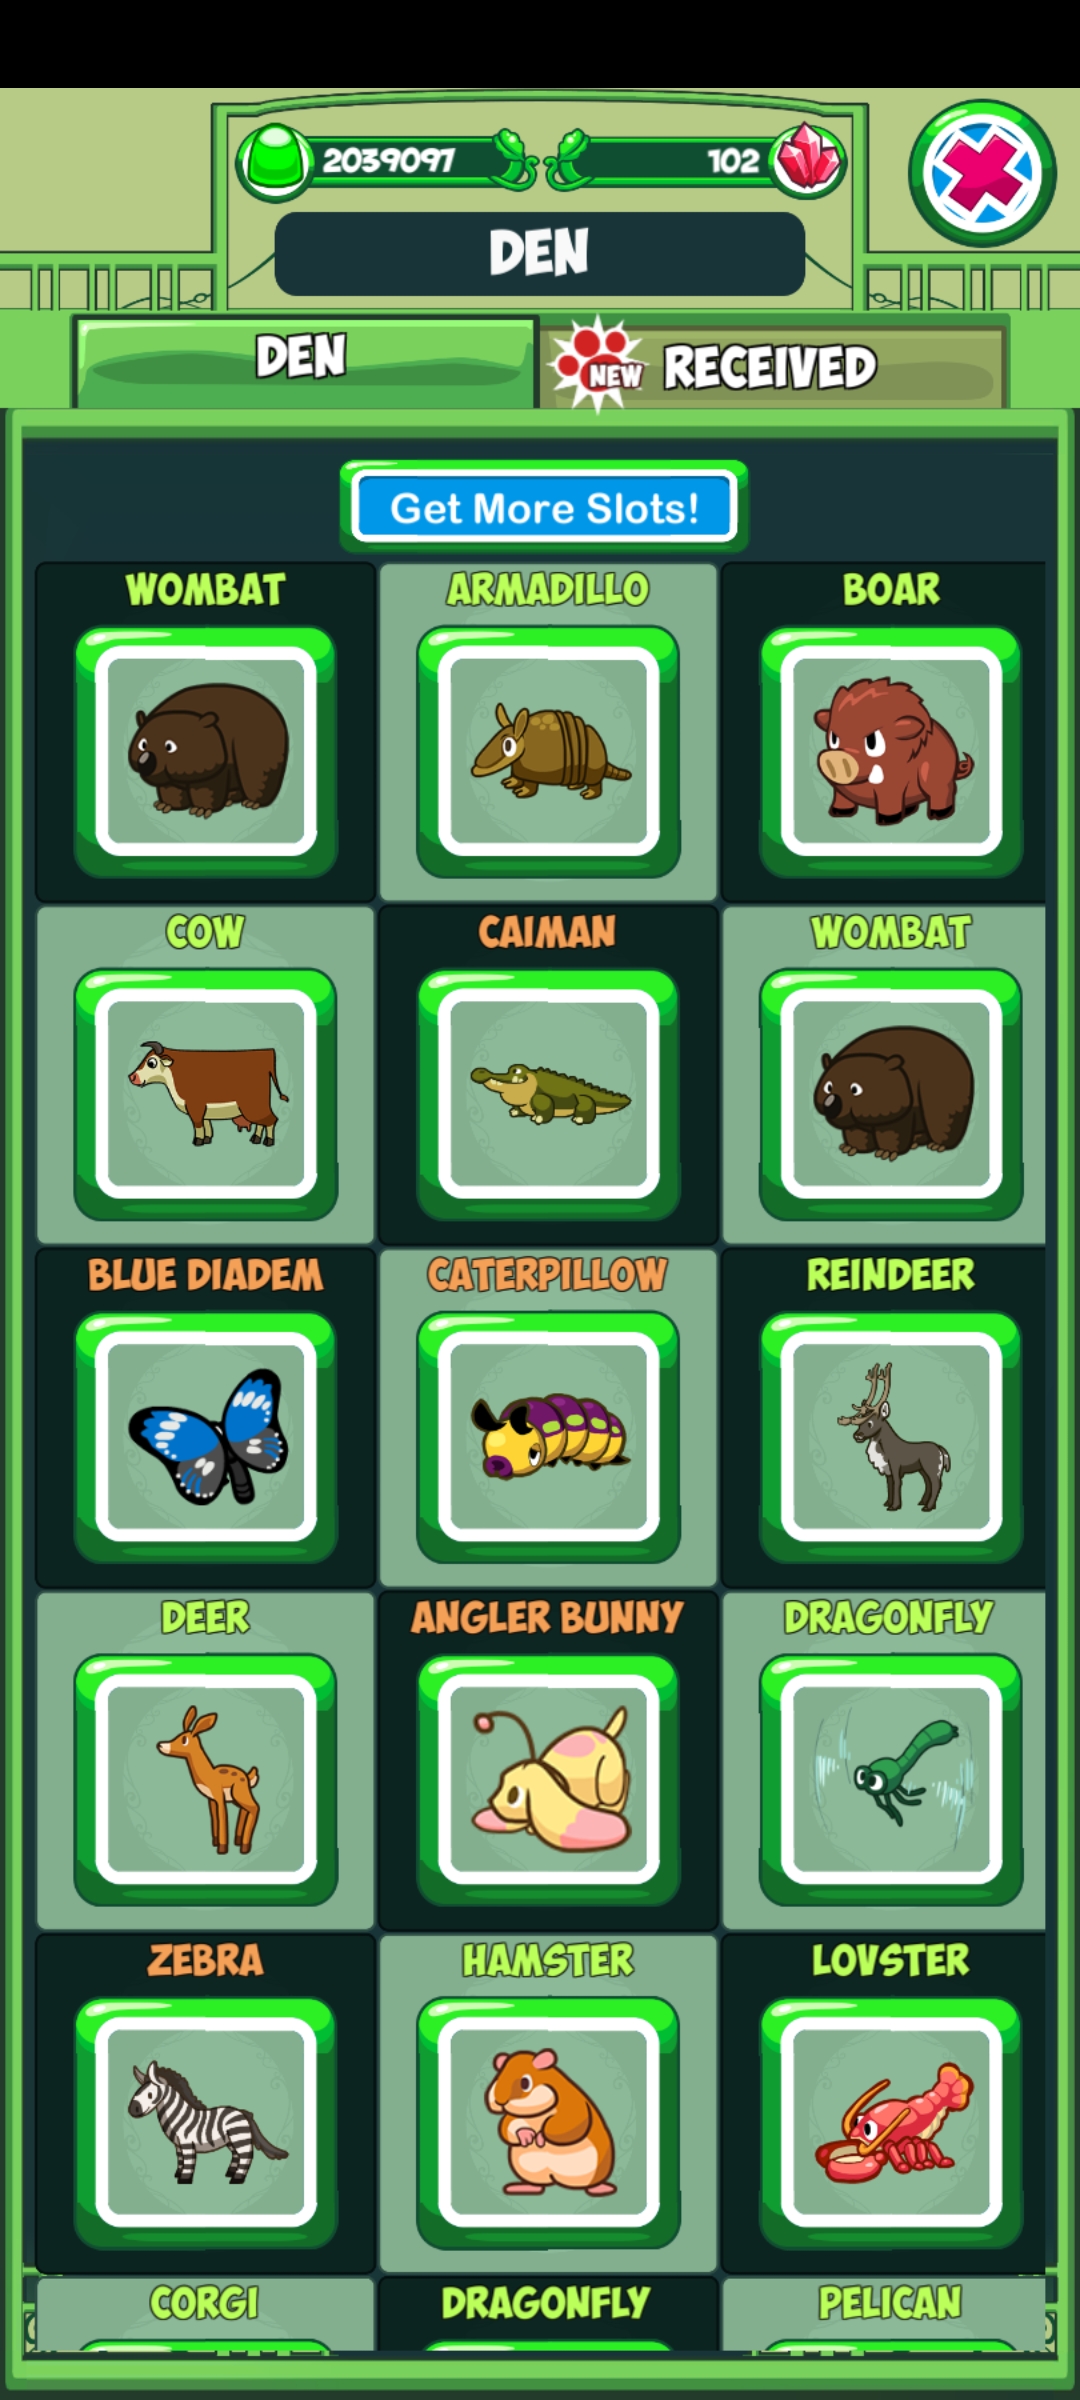 2039097
102
DEN
DEN
NEW
RECEIVED
Get More Slots!
WOMBAT
ARMADILLO
BOAR
COW
CAIMAN
WOMBAT
BLUE DIADEM
CATERPILLOW
REINDEER
DEER
ANGLER BUNNY
DRAGONFLY
ZEBRA
HAMSTER
LOVSTER
CORGI
DRAGONFLY
PELICAN